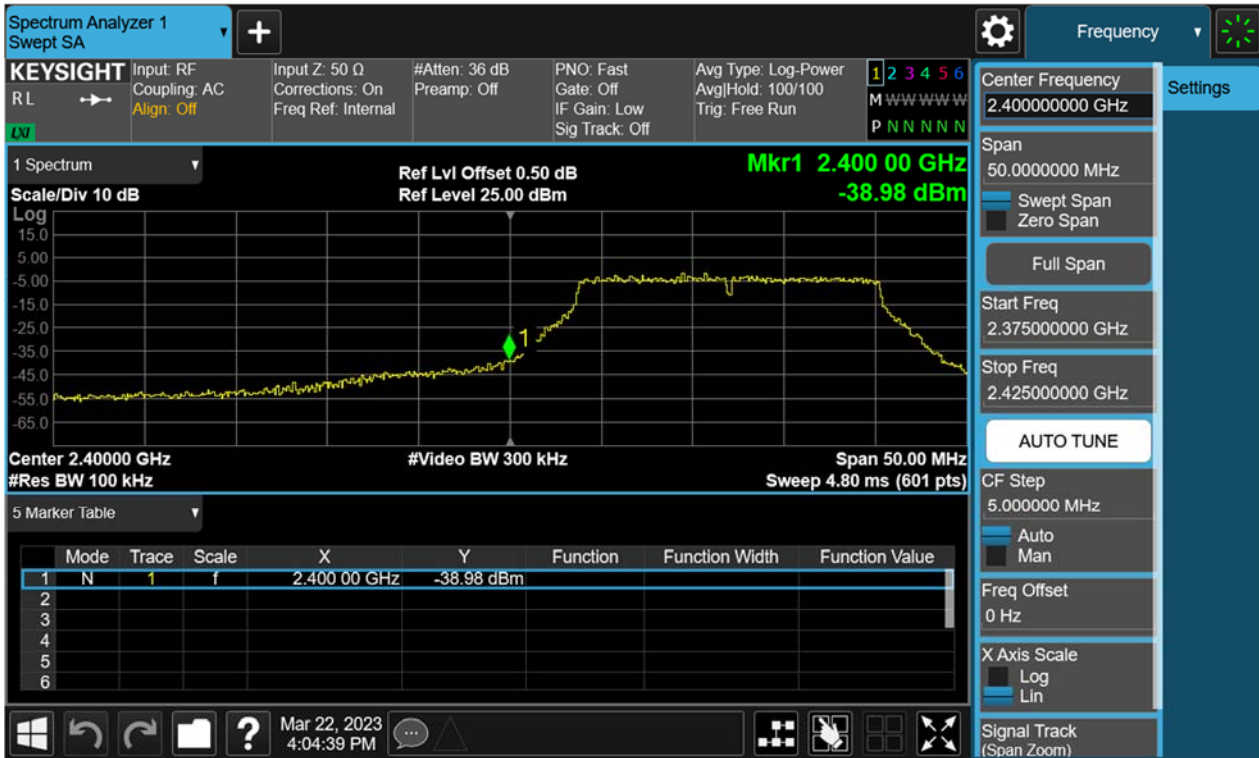 Spectrum Analyzer 1
Swept SA
Frequency
KEYSIGHT
R L
LXI
Input: RF
Coupling: AC
Align: Off
Input Z: 50 Ω
Corrections: On
Freq Ref: Internal
#Atten: 36 dB
Preamp: Off
PNO: Fast
Gate: Off
IF Gain: Low
Sig Track: Off
Avg Type: Log-Power
Avg|Hold: 100/100
Trig: Free Run
1 2 3 4 5 6
M W W W W W
P N N N N N
1 Spectrum
Scale/Div 10 dB
Ref Lvl Offset 0.50 dB
Ref Level 25.00 dBm
Mkr1 2.400 00 GHz
-38.98 dBm
Log
15.0
5.00
-5.00
-15.0
-25.0
-35.0
-45.0
-55.0
-65.0
1
Center 2.40000 GHz
#Video BW 300 kHz
Span 50.00 MHz
#Res BW 100 kHz
Sweep 4.80 ms (601 pts)
5 Marker Table
Mode Trace Scale X Y Function Function Width Function Value
1 N 1 f 2.400 00 GHz -38.98 dBm
2
3
4
5
6
?
Mar 22, 2023
4:04:39 PM
Center Frequency
2.400000000 GHz
Span
50.0000000 MHz
Swept Span
Zero Span
Full Span
Start Freq
2.375000000 GHz
Stop Freq
2.425000000 GHz
AUTO TUNE
CF Step
5.000000 MHz
Auto
Man
Freq Offset
0 Hz
X Axis Scale
Log
Lin
Signal Track
(Span Zoom)
Settings